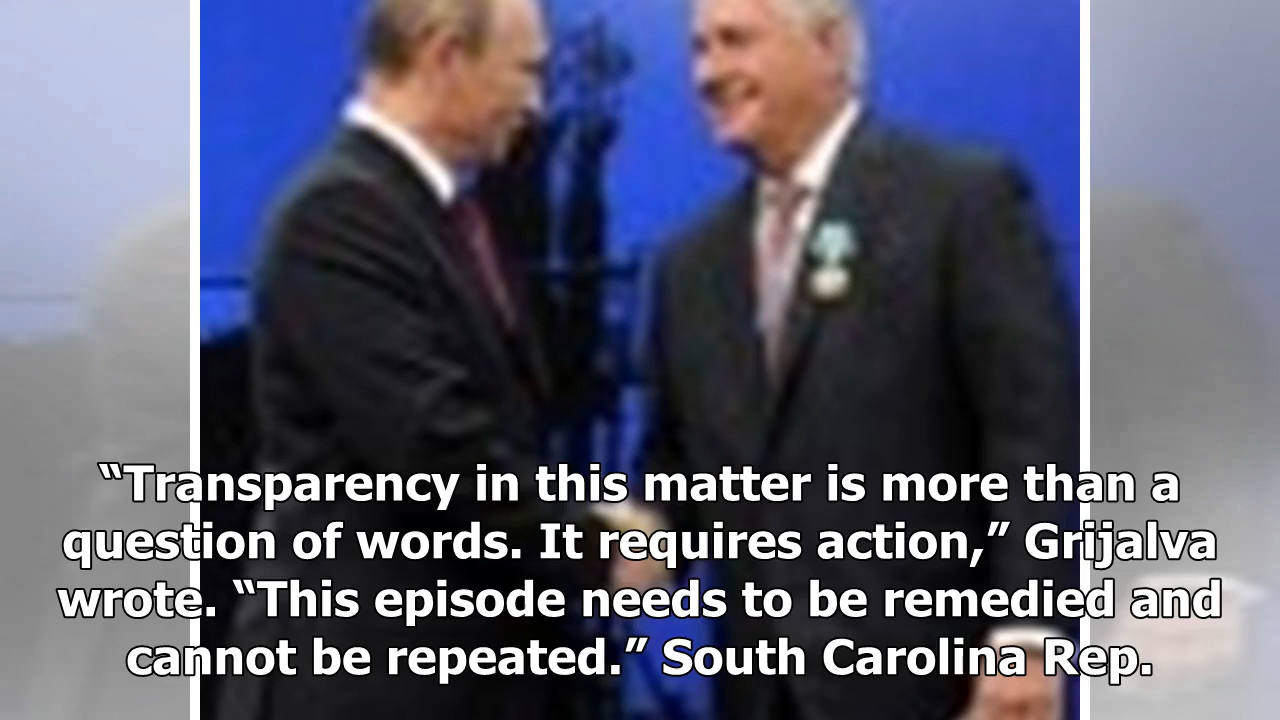 “Transparency in this matter is more than a
question of words. It requires action,” Grijalva
wrote. “This episode needs to be remedied and
cannot be repeated.” South Carolina Rep.